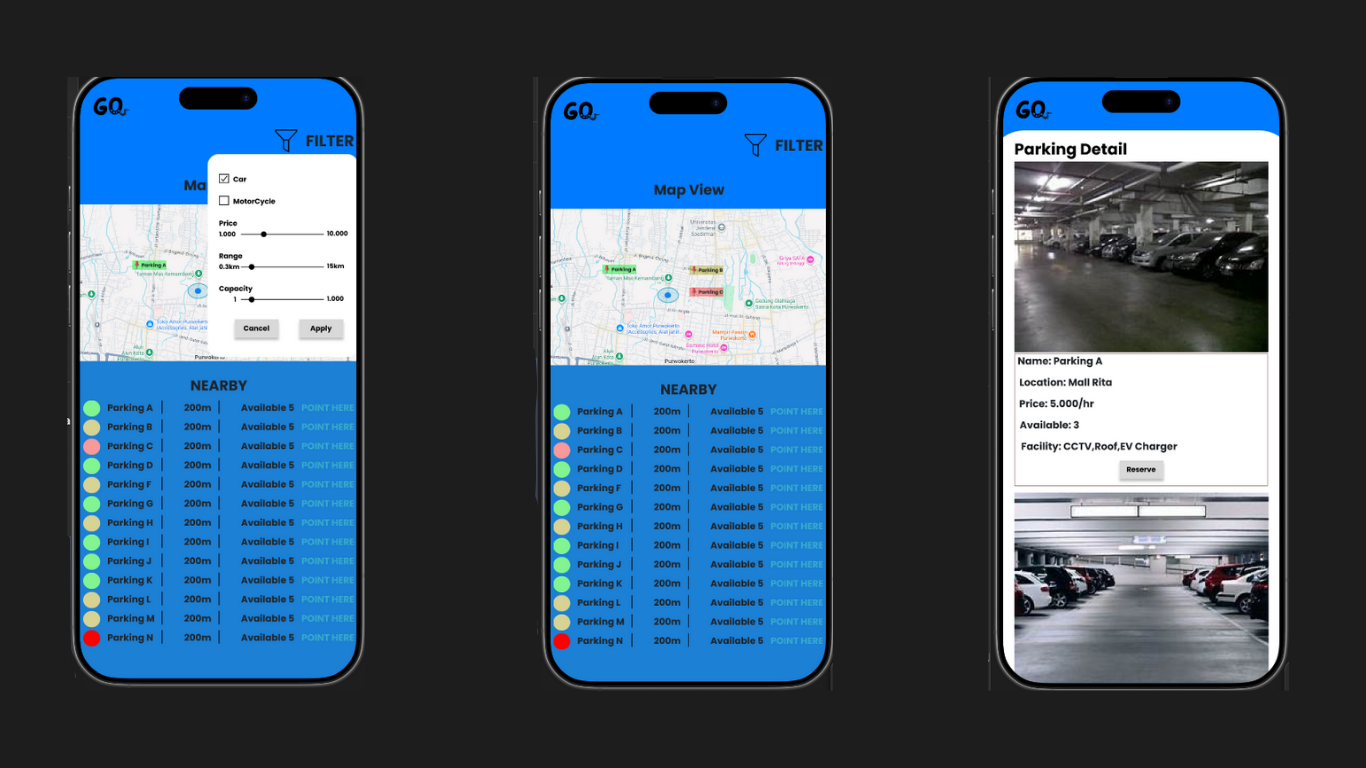 GO
FILTER
Ma
Car
MotorCycle
Price
1.000 10.000
Range
0.3km 15km
Capacity
1 1.000
Cancel Apply
Parking A
Purwok
NEARBY
Parking A 200m Available 5 POINT HERE
Parking B 200m Available 5 POINT HERE
Parking C 200m Available 5 POINT HERE
Parking D 200m Available 5 POINT HERE
Parking F 200m Available 5 POINT HERE
Parking G 200m Available 5 POINT HERE
Parking H 200m Available 5 POINT HERE
Parking I 200m Available 5 POINT HERE
Parking J 200m Available 5 POINT HERE
Parking K 200m Available 5 POINT HERE
Parking L 200m Available 5 POINT HERE
Parking M 200m Available 5 POINT HERE
Parking N 200m Available 5 POINT HERE
GO
FILTER
Map View
Universitas
Jenderal
Soedirman
Parking A
Parking B
Parking C
Purwokerto
NEARBY
Parking A 200m Available 5 POINT HERE
Parking B 200m Available 5 POINT HERE
Parking C 200m Available 5 POINT HERE
Parking D 200m Available 5 POINT HERE
Parking F 200m Available 5 POINT HERE
Parking G 200m Available 5 POINT HERE
Parking H 200m Available 5 POINT HERE
Parking I 200m Available 5 POINT HERE
Parking J 200m Available 5 POINT HERE
Parking K 200m Available 5 POINT HERE
Parking L 200m Available 5 POINT HERE
Parking M 200m Available 5 POINT HERE
Parking N 200m Available 5 POINT HERE
GO
Parking Detail
Name: Parking A
Location: Mall Rita
Price: 5.000/hr
Available: 3
Facility: CCTV,Roof,EV Charger
Reserve